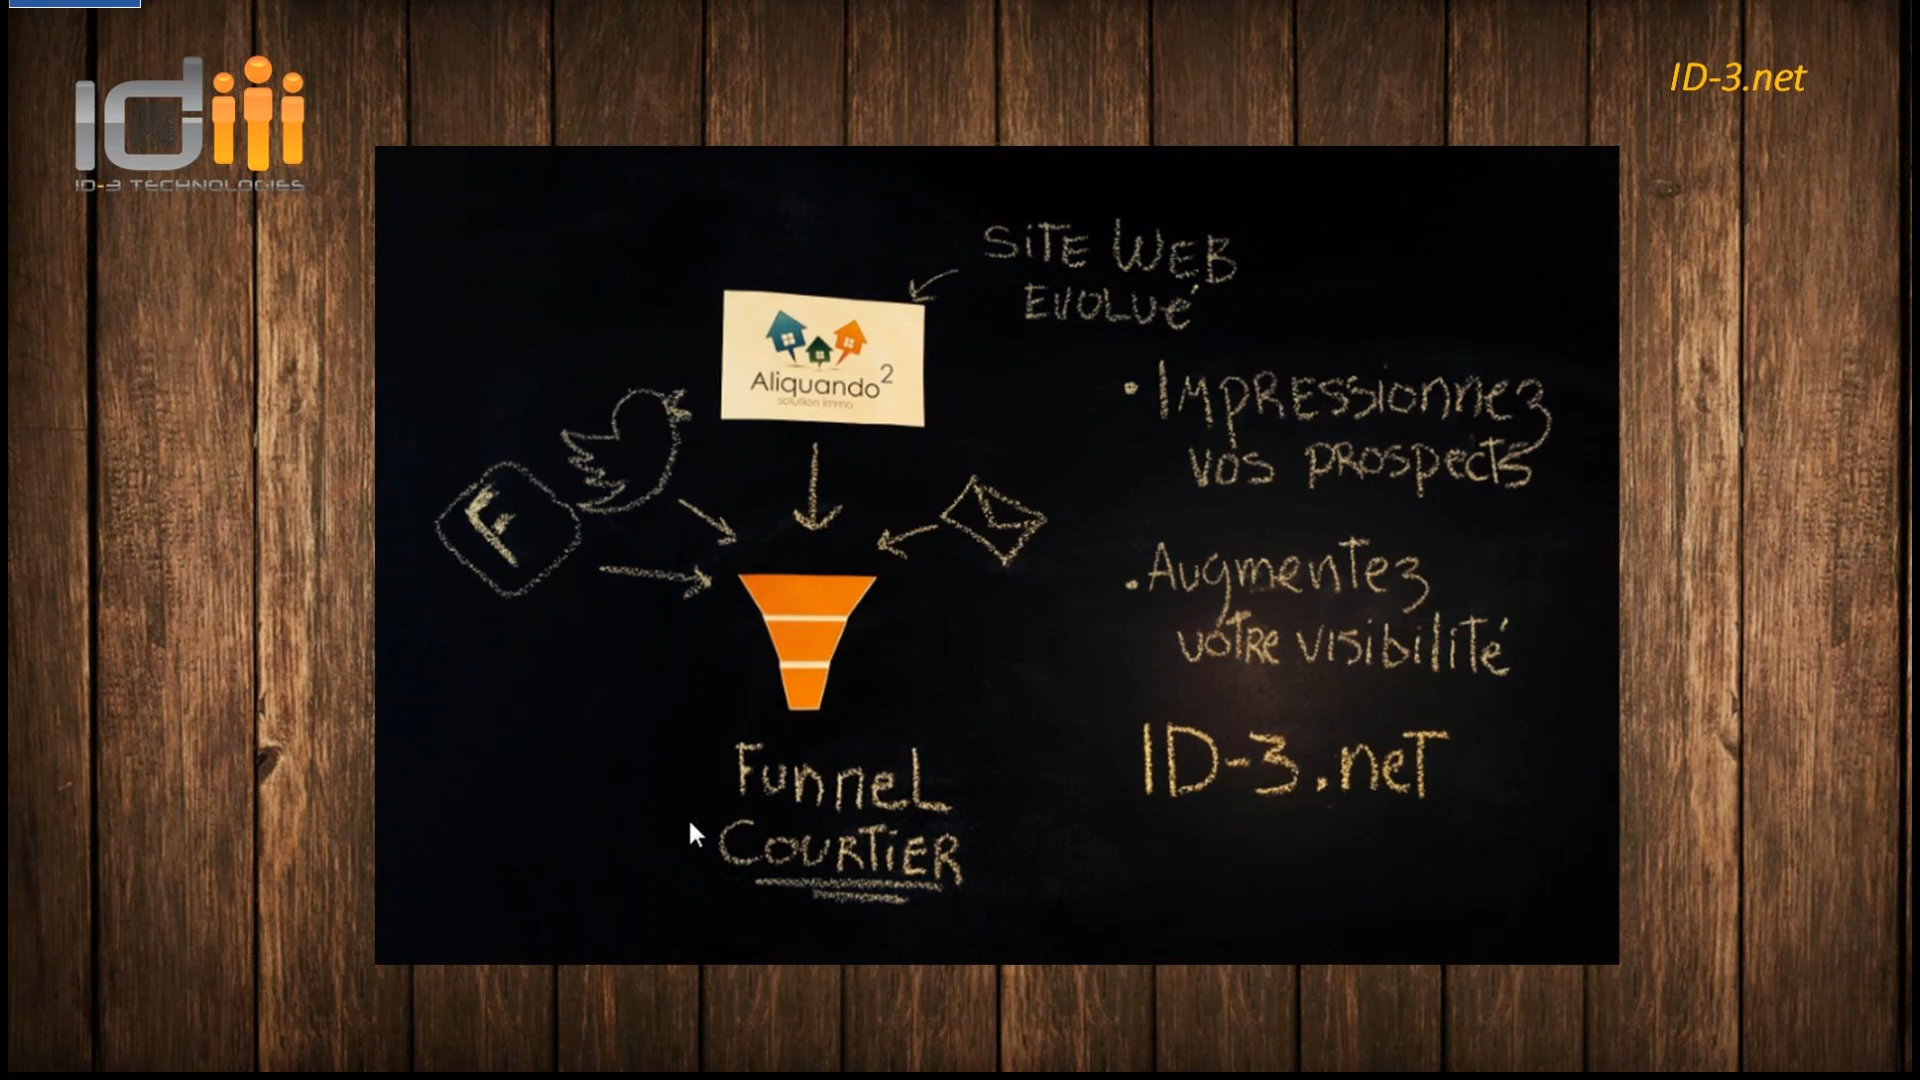 ID-3 TECHNOLOGIES
ID-3.net
SiTE WEB
EVOLUé
Aliquando²
solution immo
• IMPRESSionnez
vos PROSpects
F
• Augmentez
vOTRE VISIbilité
FunneL
COURTiER
ID-3.neT